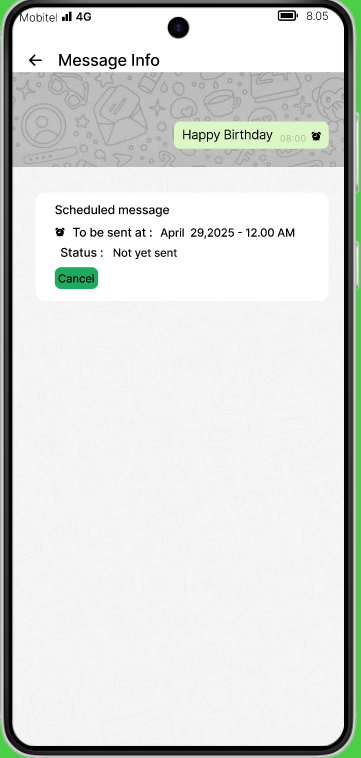 Mobitel 4G 8.05
Message Info
Happy Birthday 08:00
Scheduled message
To be sent at : April 29,2025 - 12.00 AM
Status : Not yet sent
Cancel